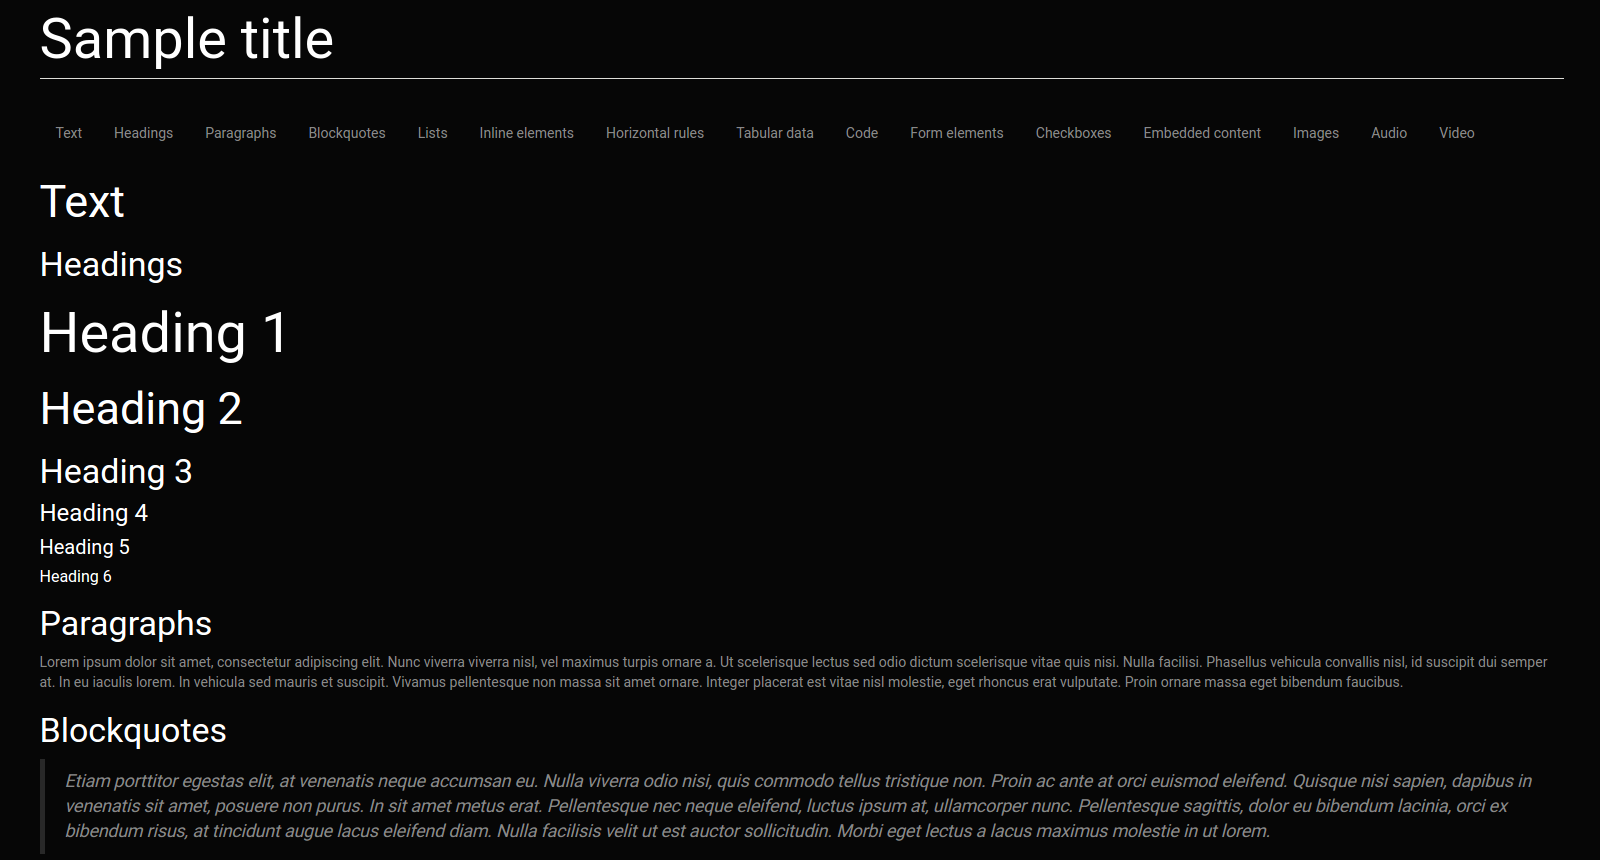 Sample title
Text Headings Paragraphs Blockquotes Lists Inline elements Horizontal rules Tabular data Code Form elements Checkboxes Embedded content Images Audio Video
Text
Headings
Heading 1
Heading 2
Heading 3
Heading 4
Heading 5
Heading 6
Paragraphs
Lorem ipsum dolor sit amet, consectetur adipiscing elit. Nunc viverra viverra nisl, vel maximus turpis ornare a. Ut scelerisque lectus sed odio dictum scelerisque vitae quis nisi. Nulla facilisi. Phasellus vehicula convallis nisl, id suscipit dui semper
at. In eu iaculis lorem. In vehicula sed mauris et suscipit. Vivamus pellentesque non massa sit amet ornare. Integer placerat est vitae nisl molestie, eget rhoncus erat vulputate. Proin ornare massa eget bibendum faucibus.
Blockquotes
Etiam porttitor egestas elit, at venenatis neque accumsan eu. Nulla viverra odio nisi, quis commodo tellus tristique non. Proin ac ante at orci euismod eleifend. Quisque nisi sapien, dapibus in
venenatis sit amet, posuere non purus. In sit amet metus erat. Pellentesque nec neque eleifend, luctus ipsum at, ullamcorper nunc. Pellentesque sagittis, dolor eu bibendum lacinia, orci ex
bibendum risus, at tincidunt augue lacus eleifend diam. Nulla facilisis velit ut est auctor sollicitudin. Morbi eget lectus a lacus maximus molestie in ut lorem.